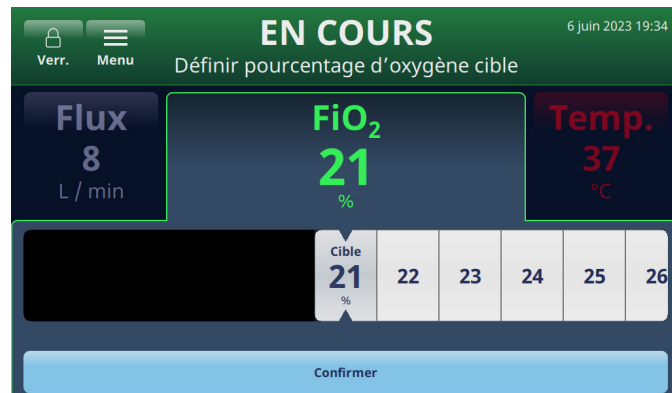 EN COURS
6 juin 2023 19:34
Verr.
Menu
Définir pourcentage d’oxygène cible
Flux
8
L / min
FiO₂
21
%
Temp.
37
°C
Cible
21
%
22
23
24
25
26
Confirmer